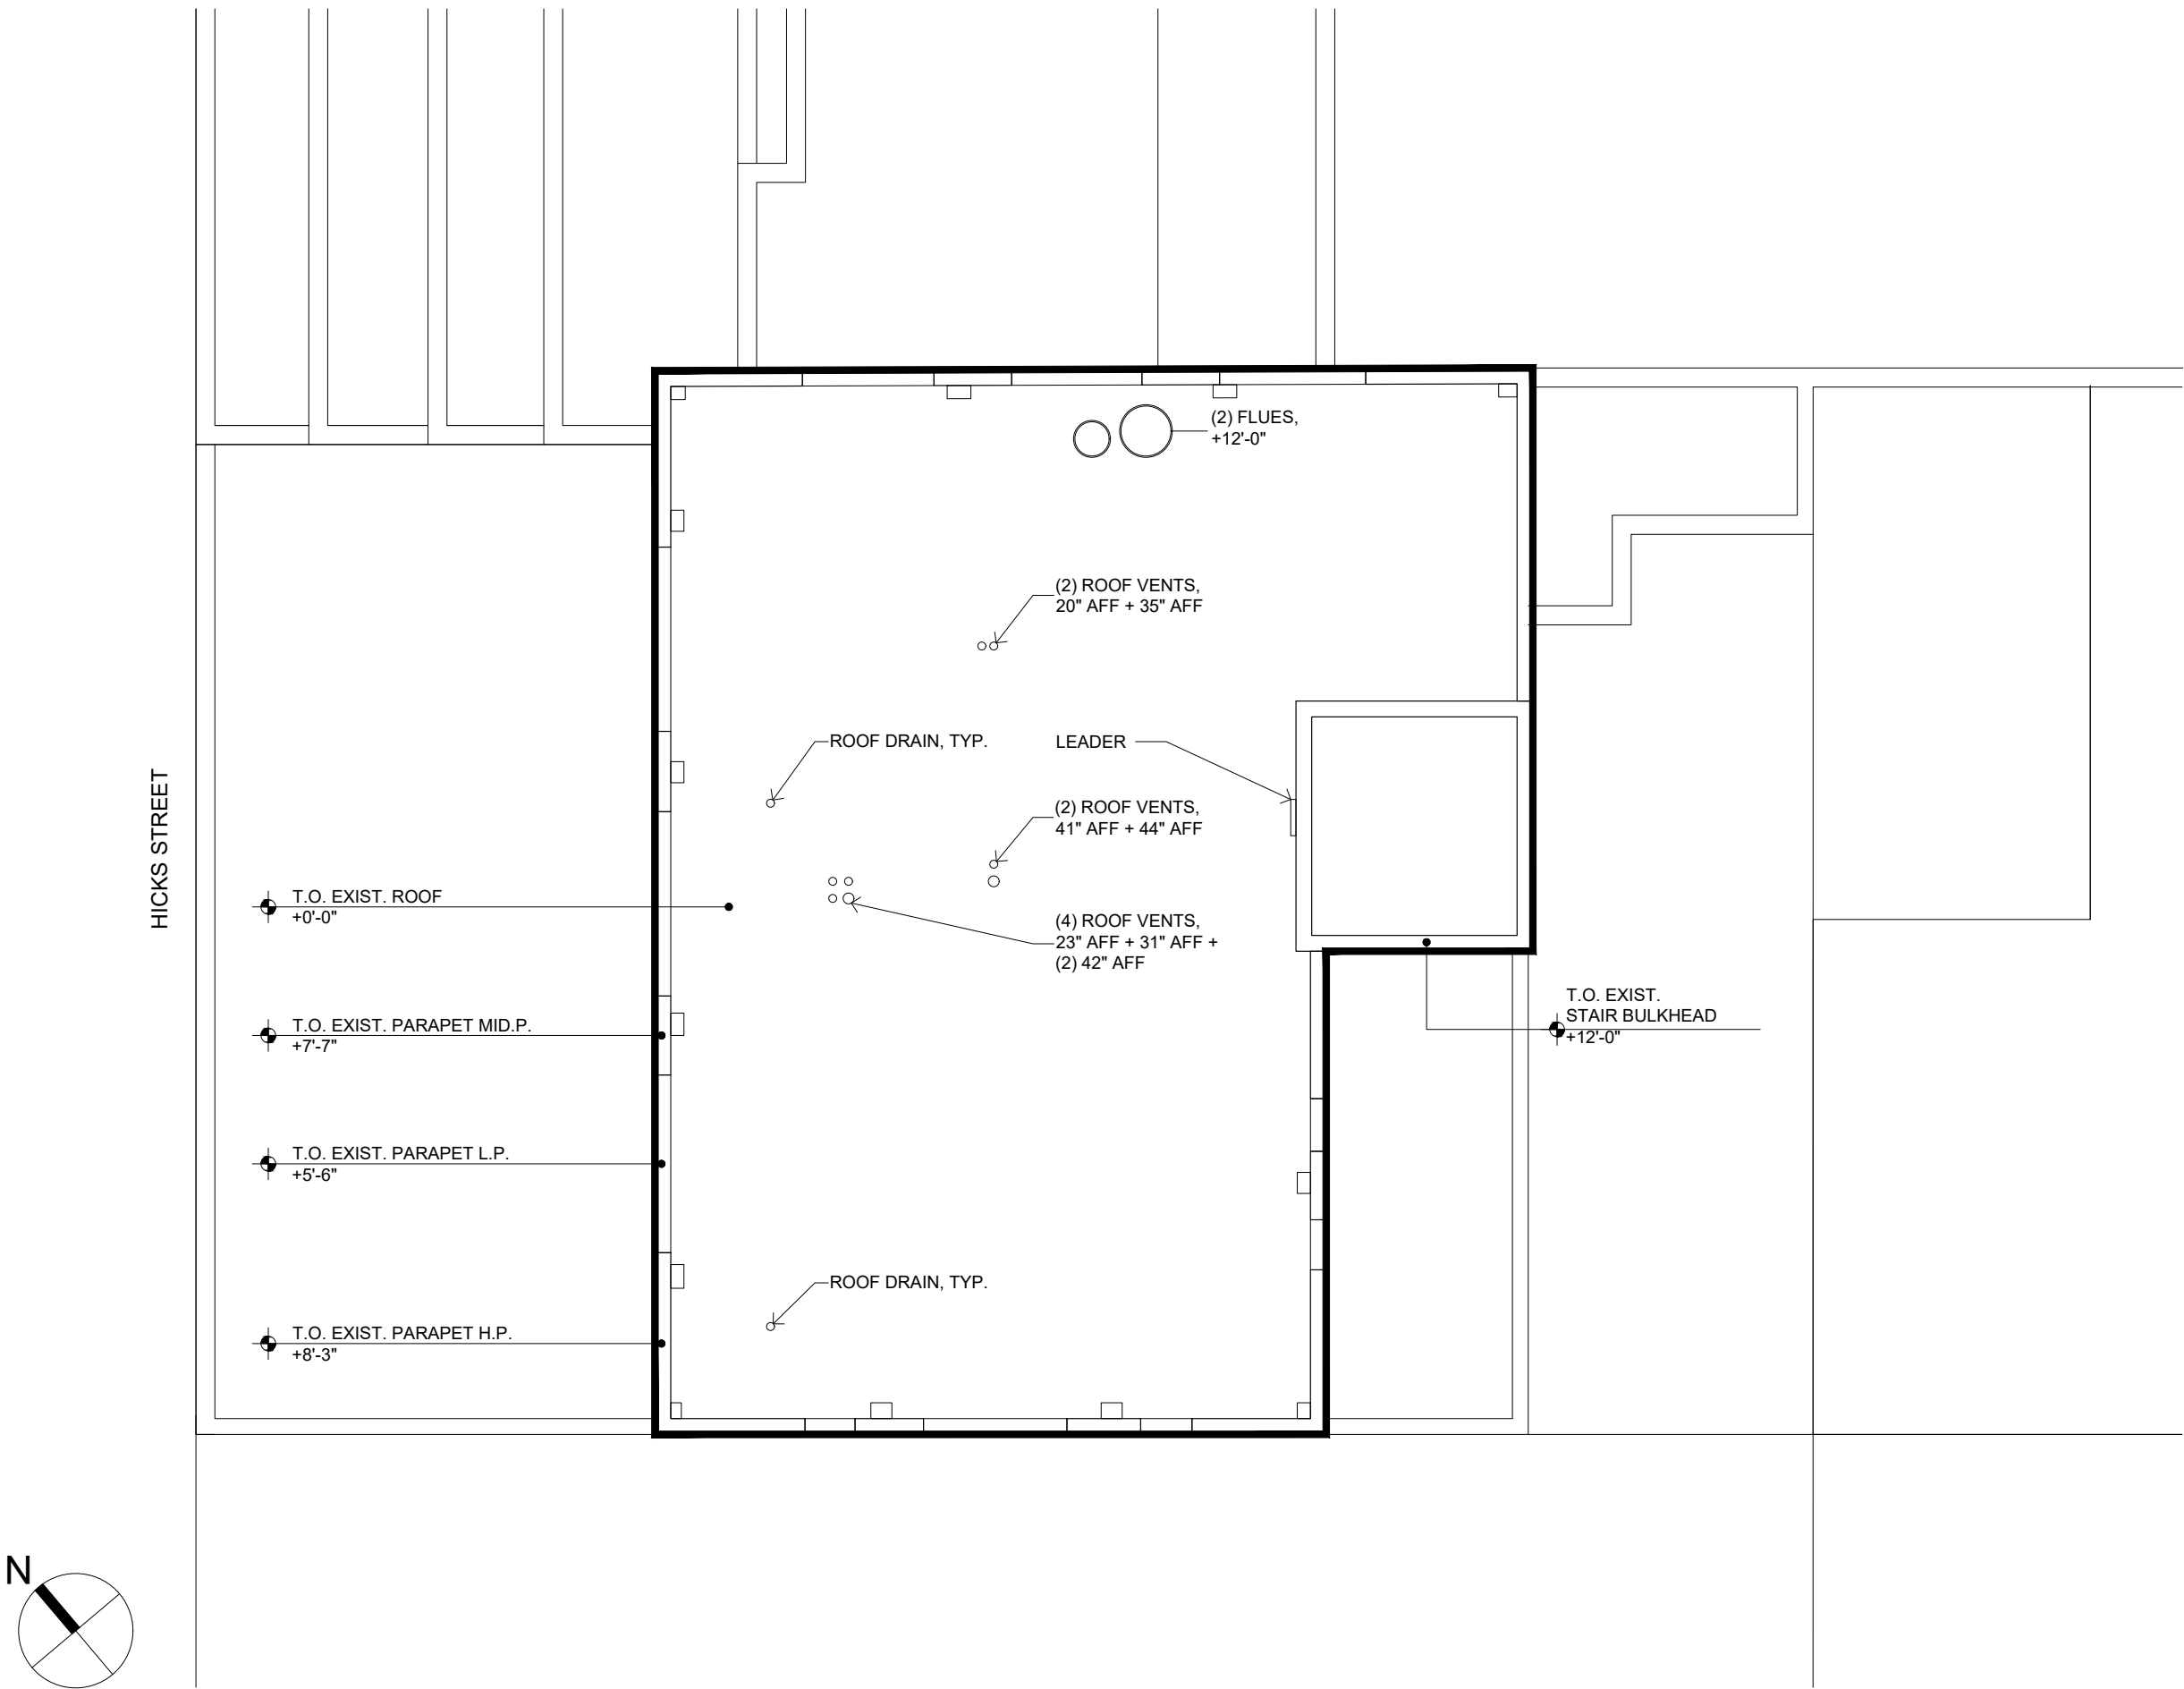 (2) FLUES,
+12'-0"
(2) ROOF VENTS,
20" AFF + 35" AFF
ROOF DRAIN, TYP.
LEADER
(2) ROOF VENTS,
41" AFF + 44" AFF
HICKS STREET
T.O. EXIST. ROOF
+0'-0"
(4) ROOF VENTS,
23" AFF + 31" AFF +
(2) 42" AFF
T.O. EXIST.
STAIR BULKHEAD
+12'-0"
T.O. EXIST. PARAPET MID.P.
+7'-7"
T.O. EXIST. PARAPET L.P.
+5'-6"
ROOF DRAIN, TYP.
T.O. EXIST. PARAPET H.P.
+8'-3"
N